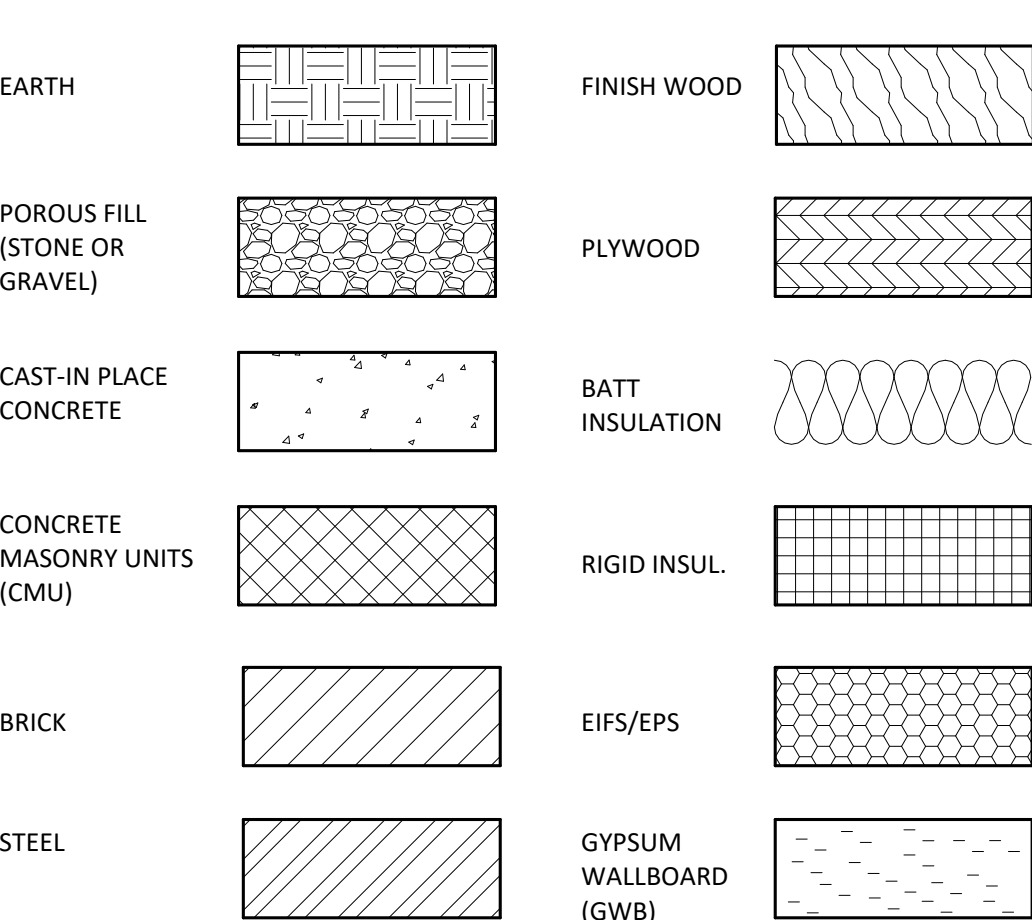 EARTH
POROUS FILL
(STONE OR
GRAVEL)
CAST-IN PLACE
CONCRETE
CONCRETE
MASONRY UNITS
(CMU)
BRICK
STEEL
FINISH WOOD
PLYWOOD
BATT
INSULATION
RIGID INSUL.
EIFS/EPS
GYPSUM
WALLBOARD
(GWB)